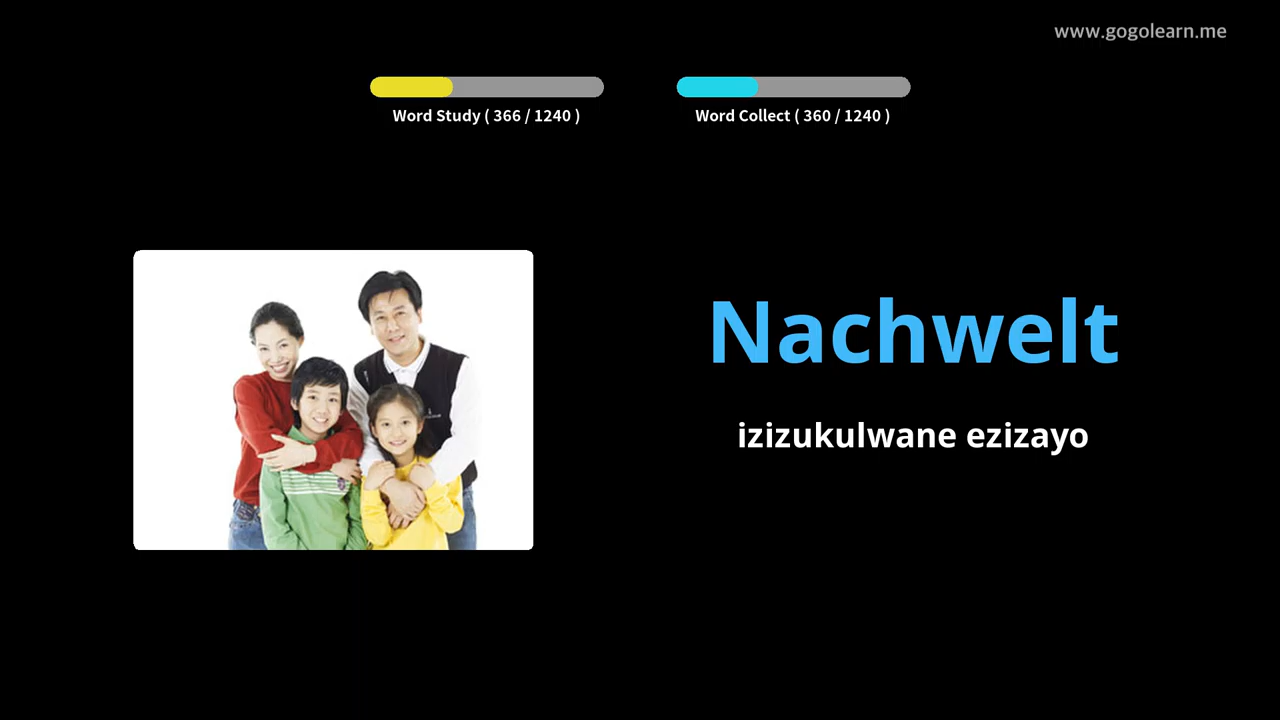 www.gogolearn.me
Word Study ( 366 / 1240 )
Word Collect ( 360 / 1240 )
Nachwelt
izizukulwane ezizayo